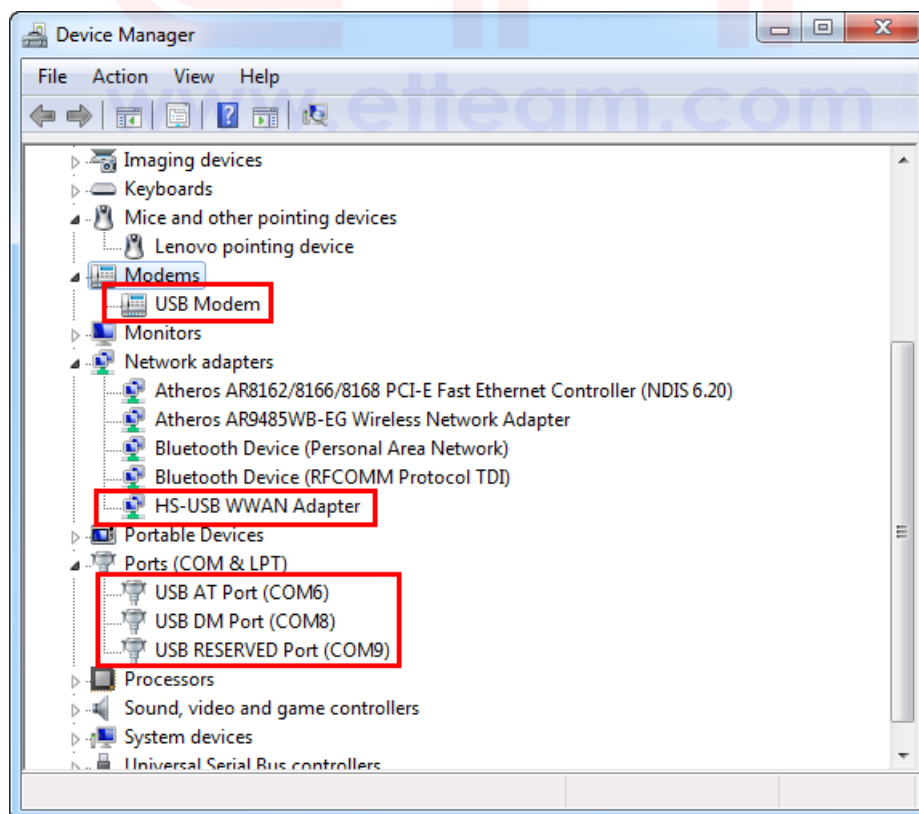 Device Manager
File Action View Help
www.etteam.com
Imaging devices
Keyboards
Mice and other pointing devices
Lenovo pointing device
Modems
USB Modem
Monitors
Network adapters
Atheros AR8162/8166/8168 PCI-E Fast Ethernet Controller (NDIS 6.20)
Atheros AR9485WB-EG Wireless Network Adapter
Bluetooth Device (Personal Area Network)
Bluetooth Device (RFCOMM Protocol TDI)
HS-USB WWAN Adapter
Portable Devices
Ports (COM & LPT)
USB AT Port (COM6)
USB DM Port (COM8)
USB RESERVED Port (COM9)
Processors
Sound, video and game controllers
System devices
Universal Serial Bus controllers